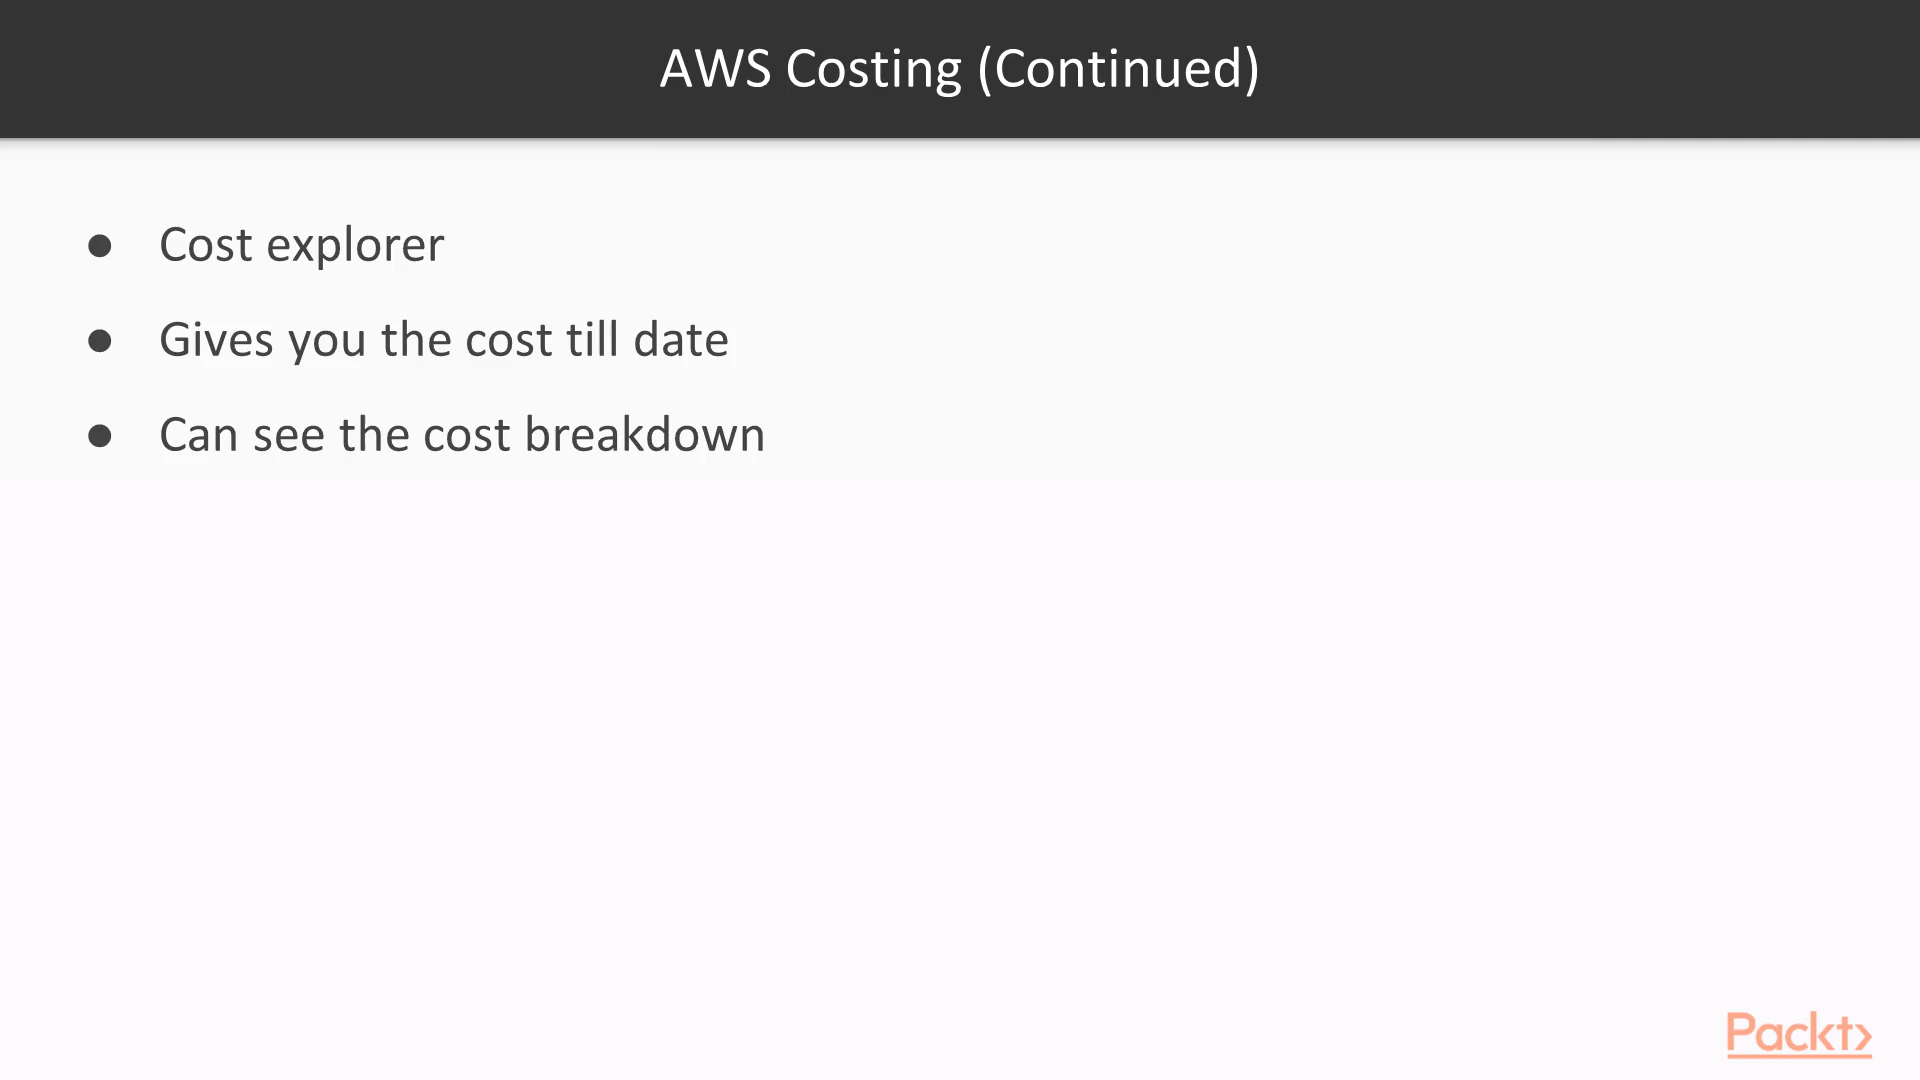 AWS Costing (Continued)
● Cost explorer
● Gives you the cost till date
● Can see the cost breakdown
Packt>